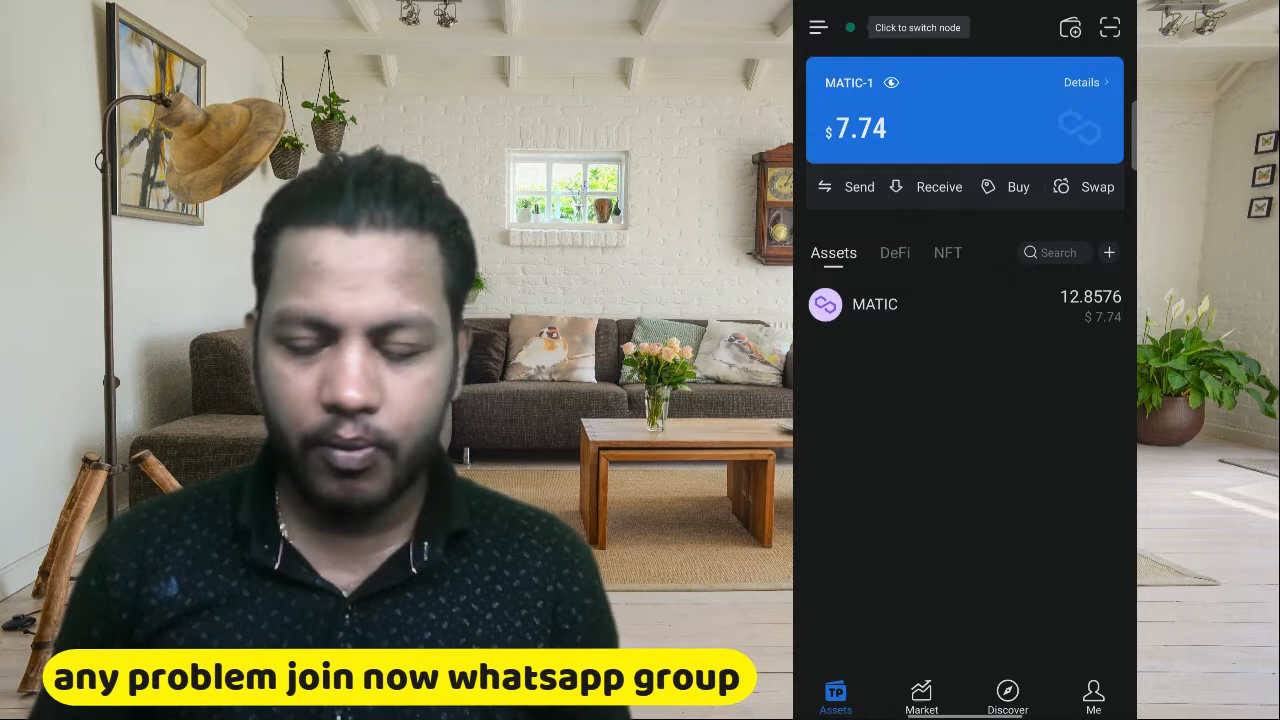 Click to switch node
MATIC-1
Details
$ 7.74
Send Receive Buy Swap
Assets DeFi NFT Search
MATIC
12.8576
$ 7.74
TP
Assets Market Discover Me
any problem join now whatsapp group